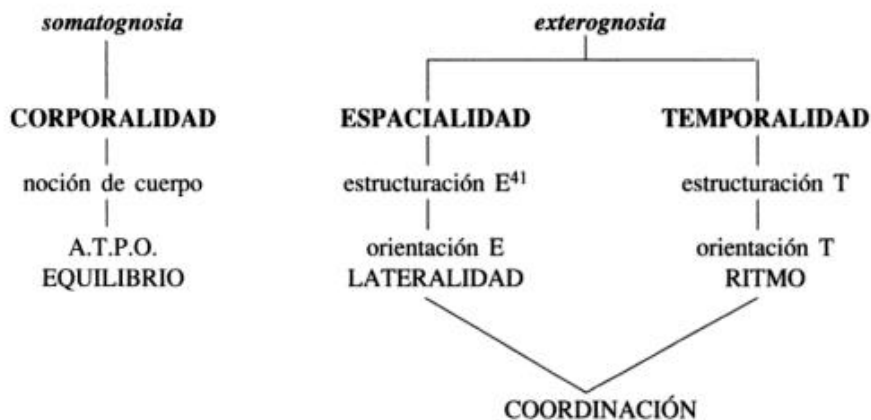 somatognosia exterognosia
CORPORALIDAD ESPACIALIDAD TEMPORALIDAD
noción de cuerpo estructuración E⁴¹ estructuración T
A.T.P.O. orientación E orientación T
EQUILIBRIO LATERALIDAD RITMO
COORDINACIÓN